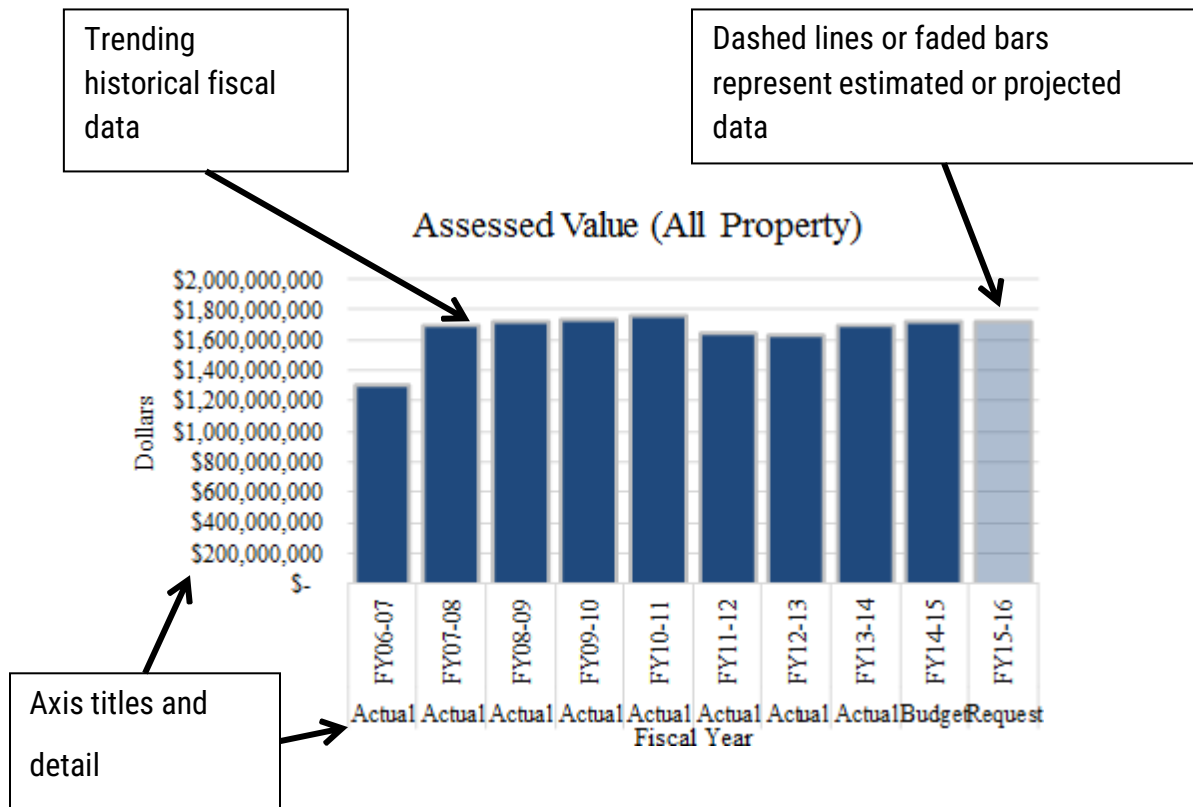 Trending
historical fiscal
data
Dashed lines or faded bars
represent estimated or projected
data
Assessed Value (All Property)
Dollars
$2,000,000,000
$1,800,000,000
$1,600,000,000
$1,400,000,000
$1,200,000,000
$1,000,000,000
$800,000,000
$600,000,000
$400,000,000
$200,000,000
$-
FY06-07 FY07-08 FY08-09 FY09-10 FY10-11 FY11-12 FY12-13 FY13-14 FY14-15 FY15-16
Actual Actual Actual Actual Actual Actual Actual Actual Budget Request
Fiscal Year
Axis titles and
detail